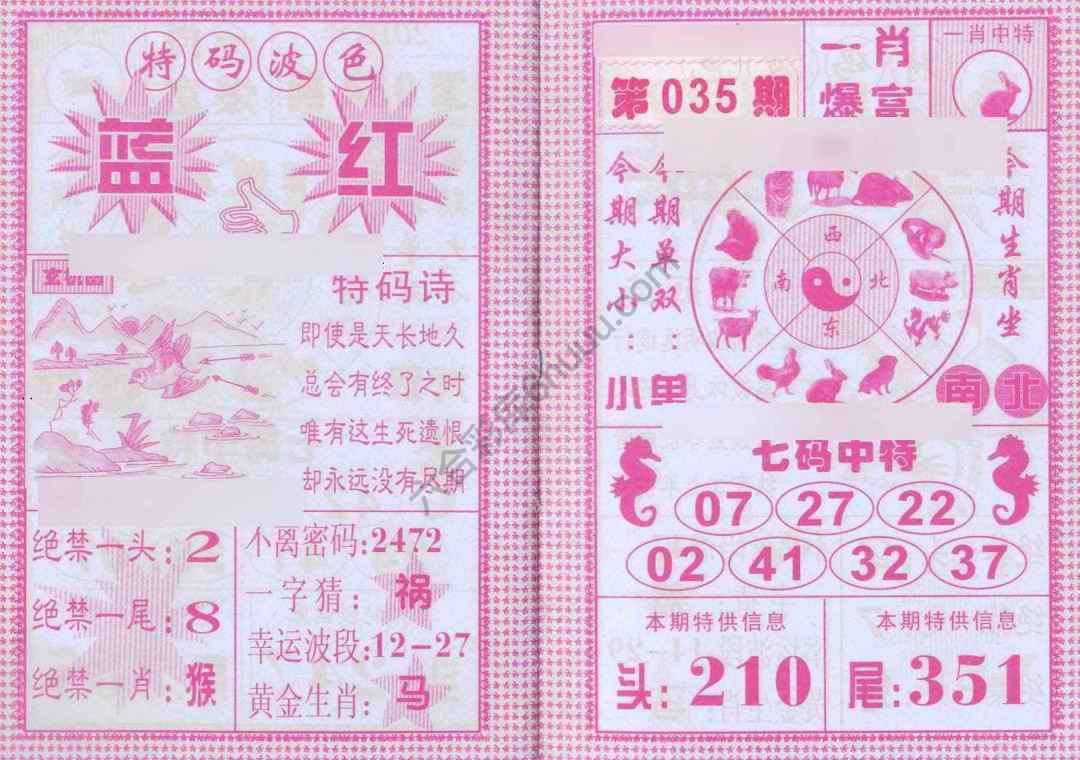 特码波色
蓝 红
玄机图
特码诗
即使是天长地久
总会有终了之时
唯有这生死遗恨
却永远没有尽期
绝禁一头:2
绝禁一尾:8
绝禁一肖:猴
不离密码:2472
一字猜:祸
幸运波段:12-27
黄金生肖:马
第035期
一肖
爆富
一肖中特
今期大小:小
今期单双:单
西
南 北
东
今期生肖坐
南北
七码中特
07 27 22
02 41 32 37
本期特供信息
头:210
本期特供信息
尾:351